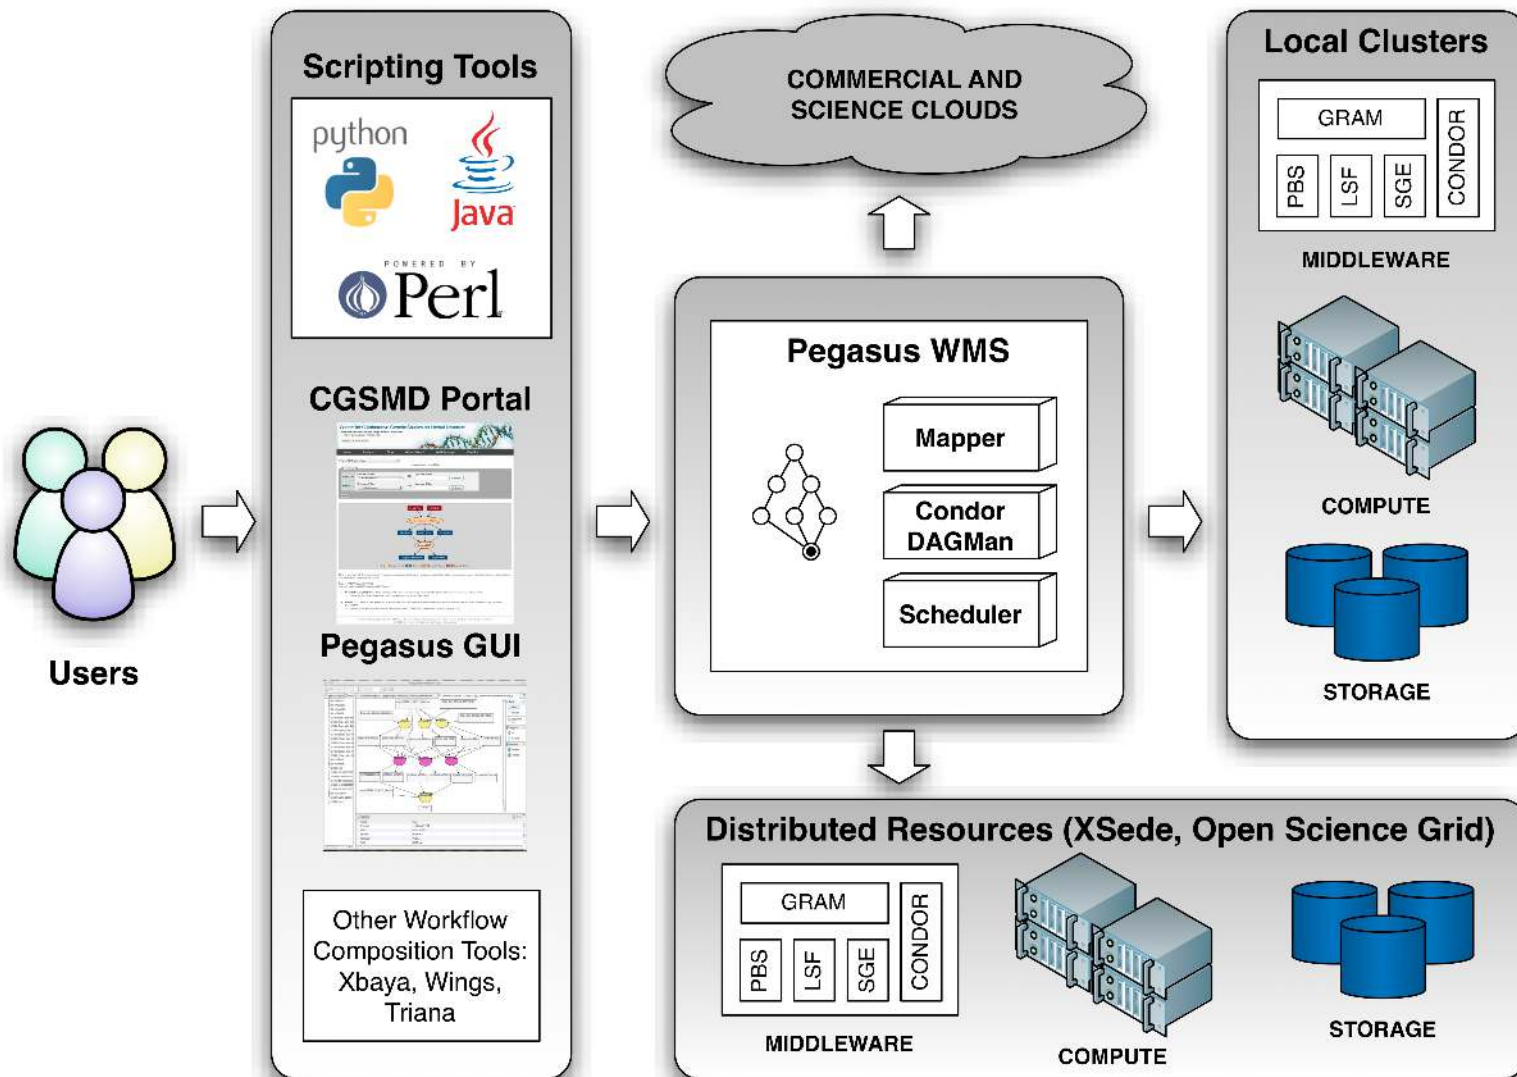 Users
Scripting Tools
python
Java
POWERED BY
Perl
CGSMD Portal
Pegasus GUI
Other Workflow
Composition Tools:
Xbaya, Wings,
Triana
COMMERCIAL AND
SCIENCE CLOUDS
Pegasus WMS
Mapper
Condor
DAGMan
Scheduler
Local Clusters
GRAM
PBS
LSF
SGE
CONDOR
MIDDLEWARE
COMPUTE
STORAGE
Distributed Resources (XSede, Open Science Grid)
GRAM
PBS
LSF
SGE
CONDOR
MIDDLEWARE
COMPUTE
STORAGE